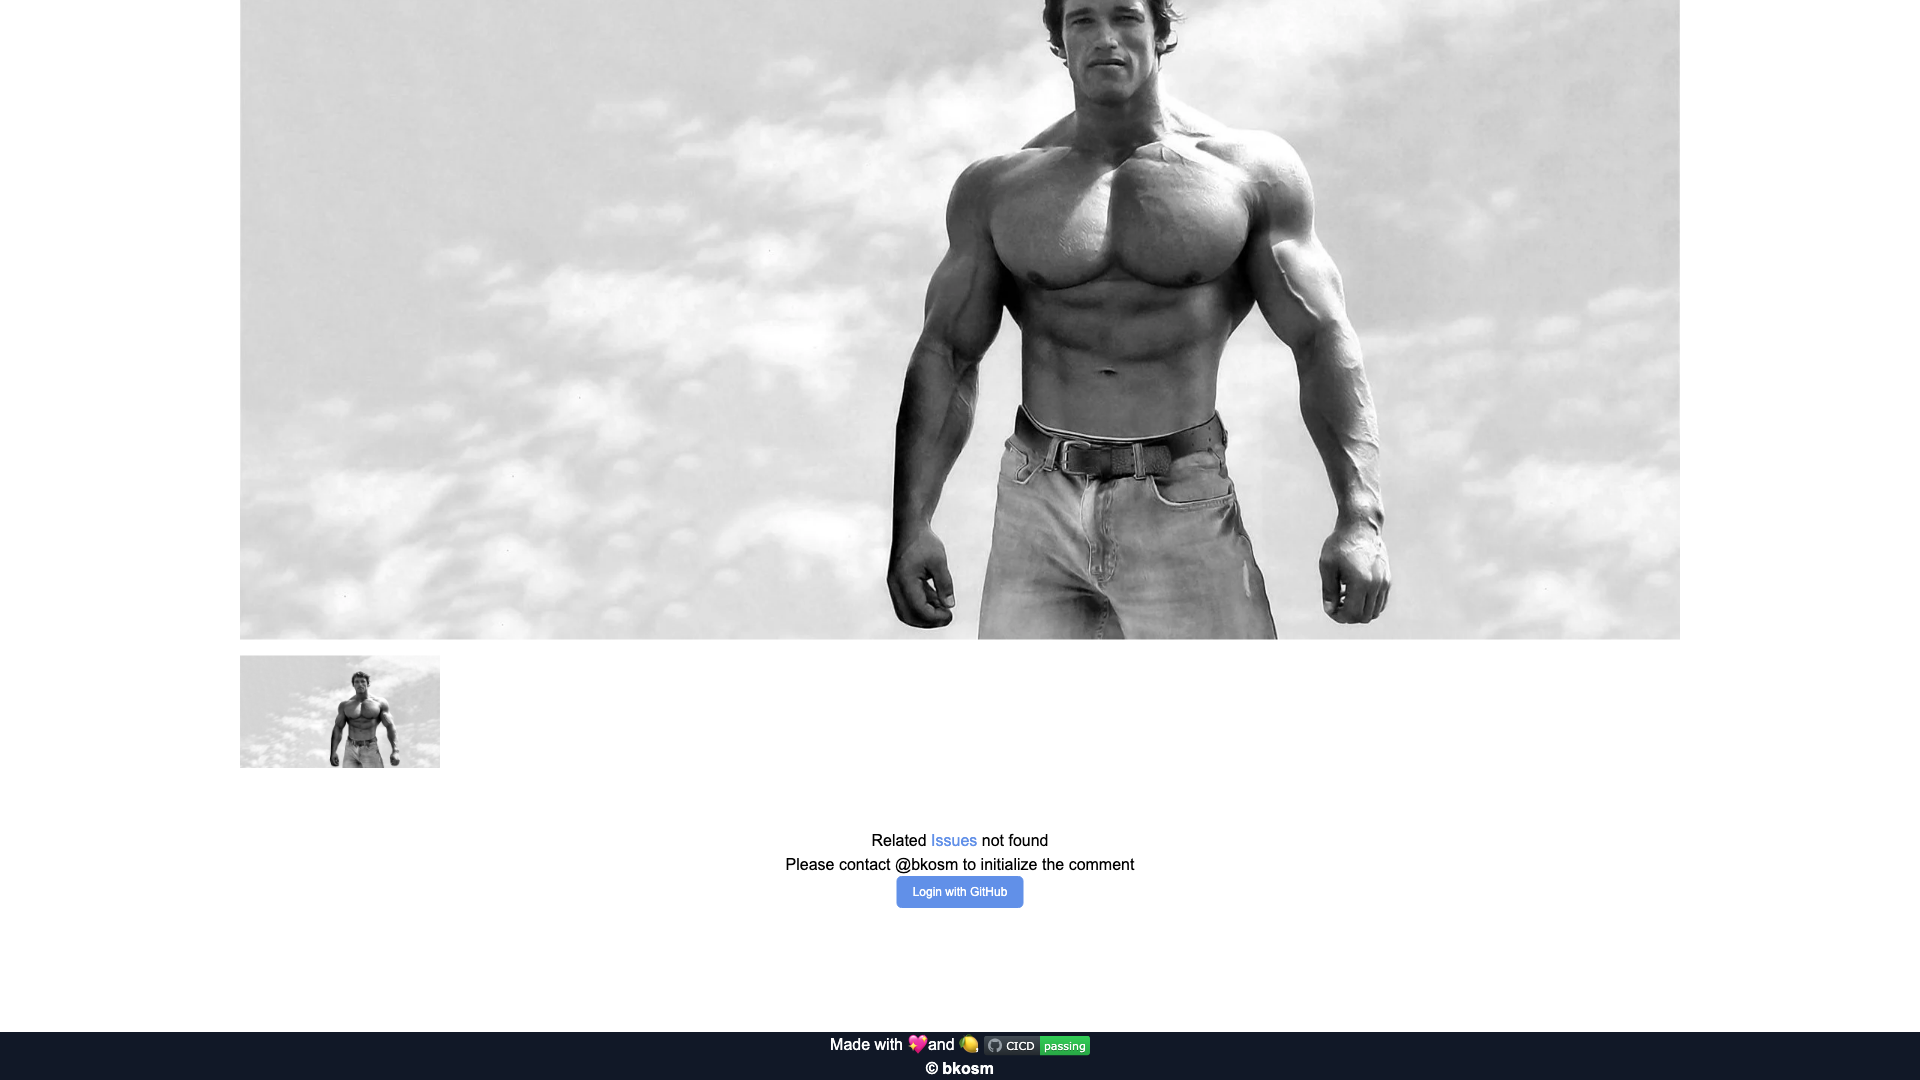 Related Issues not found
Please contact @bkosm to initialize the comment
Login with GitHub
Made with 💖and 🍋 CICD passing
© bkosm